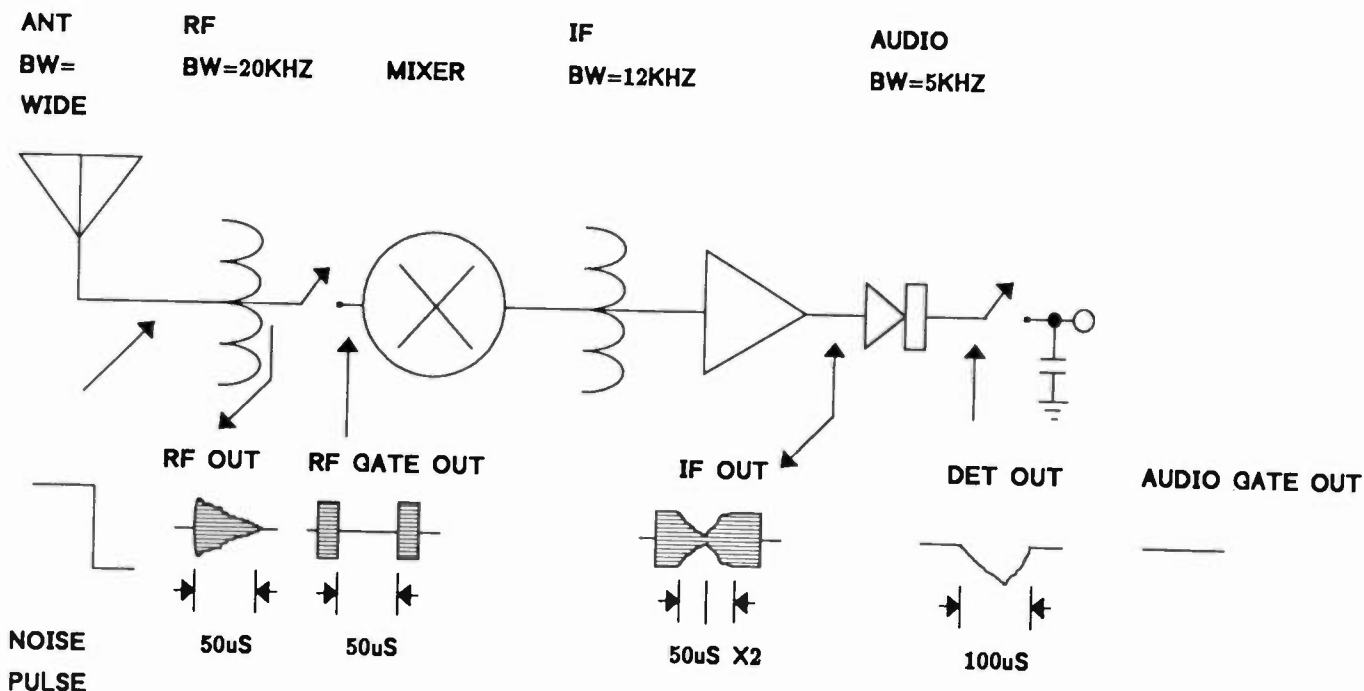 ANT
BW=
WIDE
RF
BW=20KHZ
MIXER
IF
BW=12KHZ
AUDIO
BW=5KHZ
RF OUT
RF GATE OUT
IF OUT
DET OUT
AUDIO GATE OUT
NOISE
PULSE
50uS
50uS
50uS X2
100uS